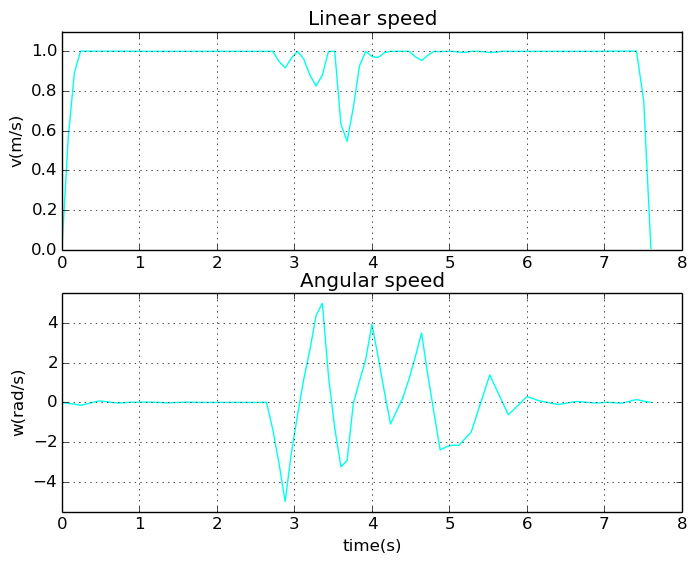 Linear speed
v(m/s)
1.0
0.8
0.6
0.4
0.2
0.0
0 1 2 3 4 5 6 7 8
Angular speed
w(rad/s)
4
2
0
−2
−4
0 1 2 3 4 5 6 7 8
time(s)